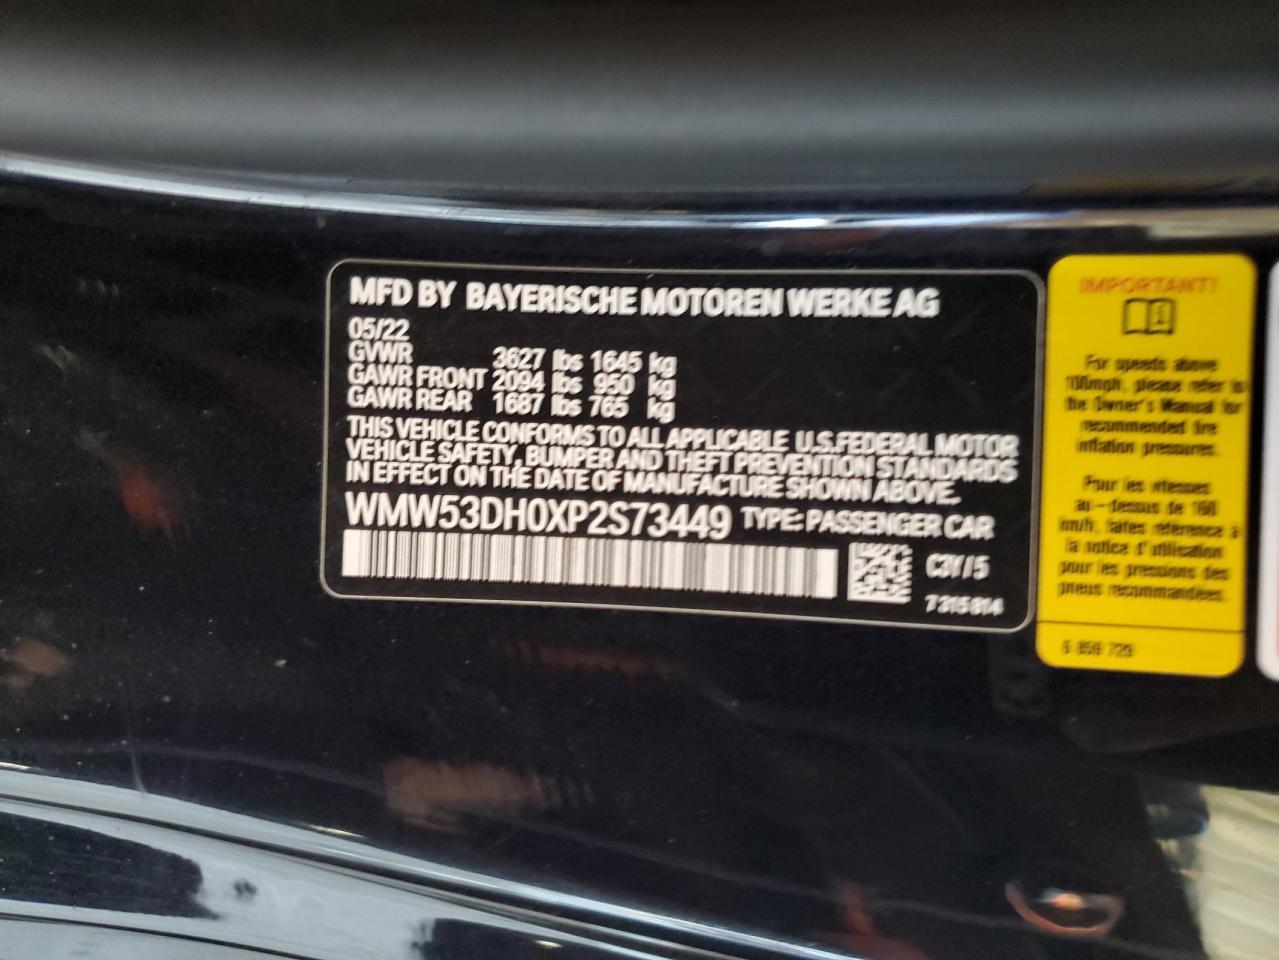 MFD BY BAYERISCHE MOTOREN WERKE AG
05/22
GVWR 3627 lbs 1645 kg
GAWR FRONT 2094 lbs 950 kg
GAWR REAR 1687 lbs 765 kg
THIS VEHICLE CONFORMS TO ALL APPLICABLE U.S.FEDERAL MOTOR
VEHICLE SAFETY, BUMPER AND THEFT PREVENTION STANDARDS
IN EFFECT ON THE DATE OF MANUFACTURE SHOWN ABOVE.
WMW53DH0XP2S73449 TYPE: PASSENGER CAR
C3Y/5
7315814
IMPORTANT!
For speeds above
100mph, please refer to
the Owner's Manual for
recommended tire
inflation pressures.
Pour les vitesses
au-dessus de 160
km/h, faites référence à
la notice d'utilisation
pour les pressions des
pneus recommandées.
6 859 729